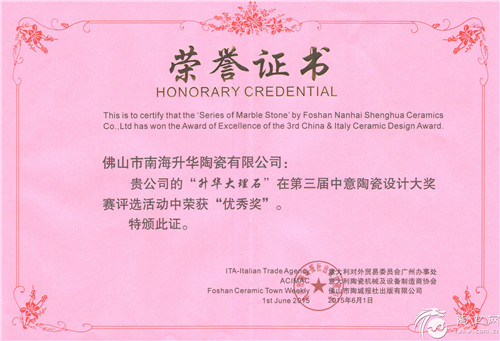 荣誉证书
HONORARY CREDENTIAL
This is to certify that the 'Series of Marble Stone' by Foshan Nanhai Shenghua Ceramics
Co.,Ltd has won the Award of Excellence of the 3rd China & Italy Ceramic Design Award.
佛山市南海升华陶瓷有限公司：
贵公司的“升华大理石”在第三届中意陶瓷设计大奖
赛评选活动中荣获“优秀奖”。
特颁此证。
ITA-Italian Trade Agency 意大利对外贸易委员会广州办事处
ACIMAC 意大利陶瓷机械及设备制造商协会
Foshan Ceramic Town Weekly 佛山市陶城报社出版有限公司
1st June 2015 2015年6月1日